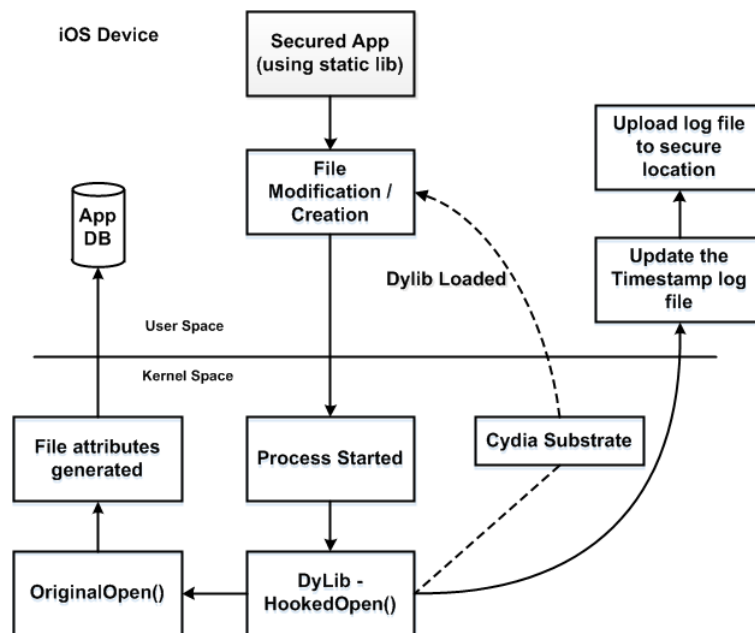 iOS Device
Secured App
(using static lib)
Upload log file
to secure
location
File
Modification /
Creation
App
DB
Update the
Timestamp log
file
Dylib Loaded
User Space
Kernel Space
File attributes
generated
Process Started
Cydia Substrate
OriginalOpen()
DyLib -
HookedOpen()